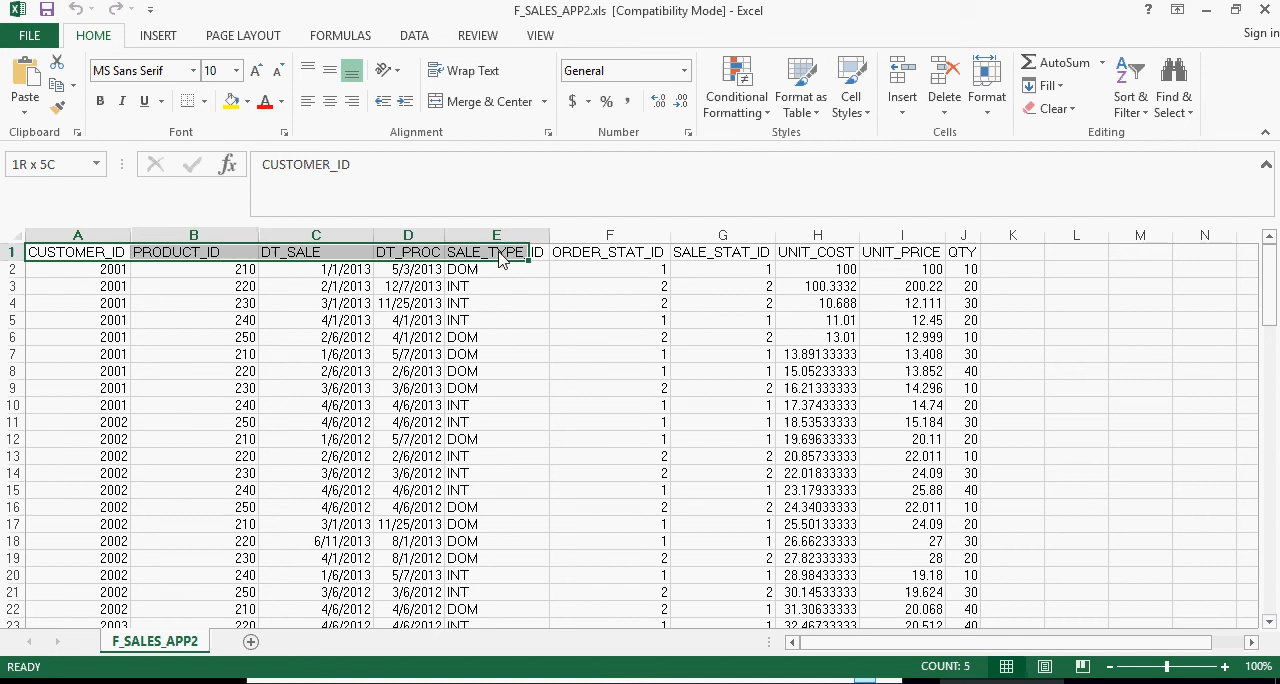 F_SALES_APP2.xls [Compatibility Mode] - Excel
FILE HOME INSERT PAGE LAYOUT FORMULAS DATA REVIEW VIEW Sign in
MS Sans Serif 10 Wrap Text General AutoSum
Paste Conditional Formatting Format as Table Cell Styles Insert Delete Format Fill Sort & Filter Find & Select
B I U Merge & Center $ % , Clear
Clipboard Font Alignment Number Styles Cells Editing
1R x 5C fx CUSTOMER_ID
A B C D E F G H I J K L M N
1 CUSTOMER_ID PRODUCT_ID DT_SALE DT_PROC SALE_TYPE_ID ORDER_STAT_ID SALE_STAT_ID UNIT_COST UNIT_PRICE QTY
2 2001 210 1/1/2013 5/3/2013 DOM 1 1 100 100 10
3 2001 220 2/1/2013 12/7/2013 INT 2 2 100.3332 200.22 20
4 2001 230 3/1/2013 11/25/2013 INT 2 2 10.688 12.111 30
5 2001 240 4/1/2013 4/1/2013 INT 1 1 11.01 12.45 20
6 2001 250 2/6/2012 4/1/2012 DOM 2 2 13.01 12.999 10
7 2001 210 1/6/2013 5/7/2013 DOM 1 1 13.89133333 13.408 30
8 2001 220 2/6/2013 2/6/2013 DOM 1 1 15.05233333 13.852 40
9 2001 230 3/6/2013 3/6/2013 DOM 2 2 16.21333333 14.296 10
10 2001 240 4/6/2013 4/6/2013 INT 1 1 17.37433333 14.74 20
11 2002 250 4/6/2012 4/6/2012 INT 1 1 18.53533333 15.184 30
12 2002 210 1/6/2012 5/7/2012 DOM 1 1 19.69633333 20.11 20
13 2002 220 2/6/2012 2/6/2012 INT 2 2 20.85733333 22.011 10
14 2002 230 3/6/2012 3/6/2012 INT 2 2 22.01833333 24.09 30
15 2002 240 4/6/2012 4/6/2012 INT 1 1 23.17933333 25.88 40
16 2002 250 4/6/2012 4/6/2012 DOM 2 2 24.34033333 22.011 10
17 2002 210 3/1/2013 11/25/2013 DOM 1 1 25.50133333 24.09 20
18 2002 220 6/11/2013 8/1/2013 DOM 1 1 26.66233333 27 30
19 2002 230 4/1/2012 8/1/2012 DOM 2 2 27.82333333 28 20
20 2002 240 1/6/2013 5/7/2013 INT 1 1 28.98433333 19.18 10
21 2002 250 3/6/2012 3/6/2012 INT 2 2 30.14533333 19.624 30
22 2002 210 4/6/2012 4/6/2012 DOM 1 1 31.30633333 20.068 40
23 2003 220 4/6/2012 4/6/2012 INT 1 1 32.46733333 20.512 40
F_SALES_APP2
READY COUNT: 5 100%